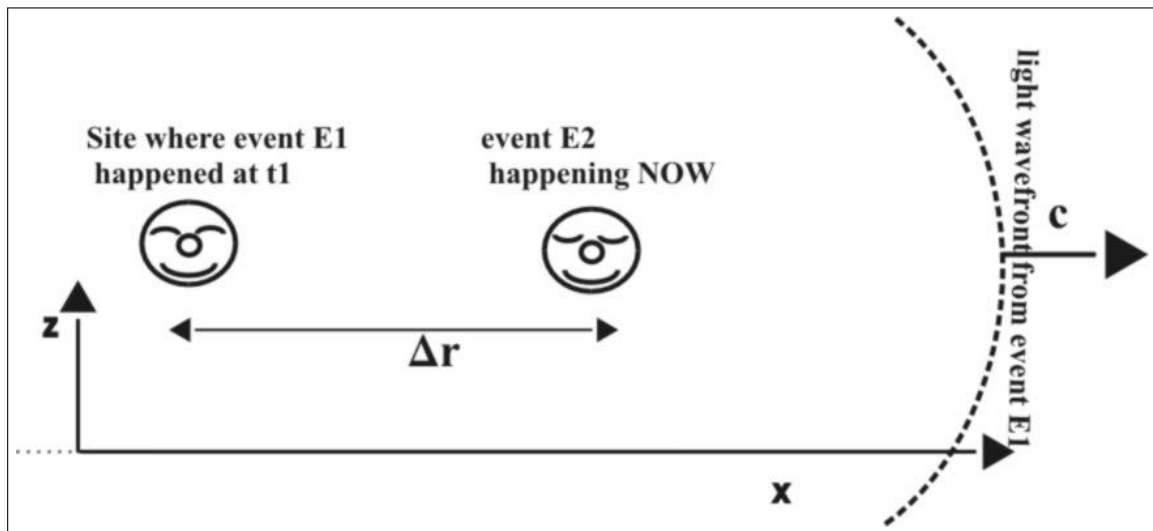 Site where event E1
happened at t1
event E2
happening NOW
light wavefront from event E1
c
z
Δr
x